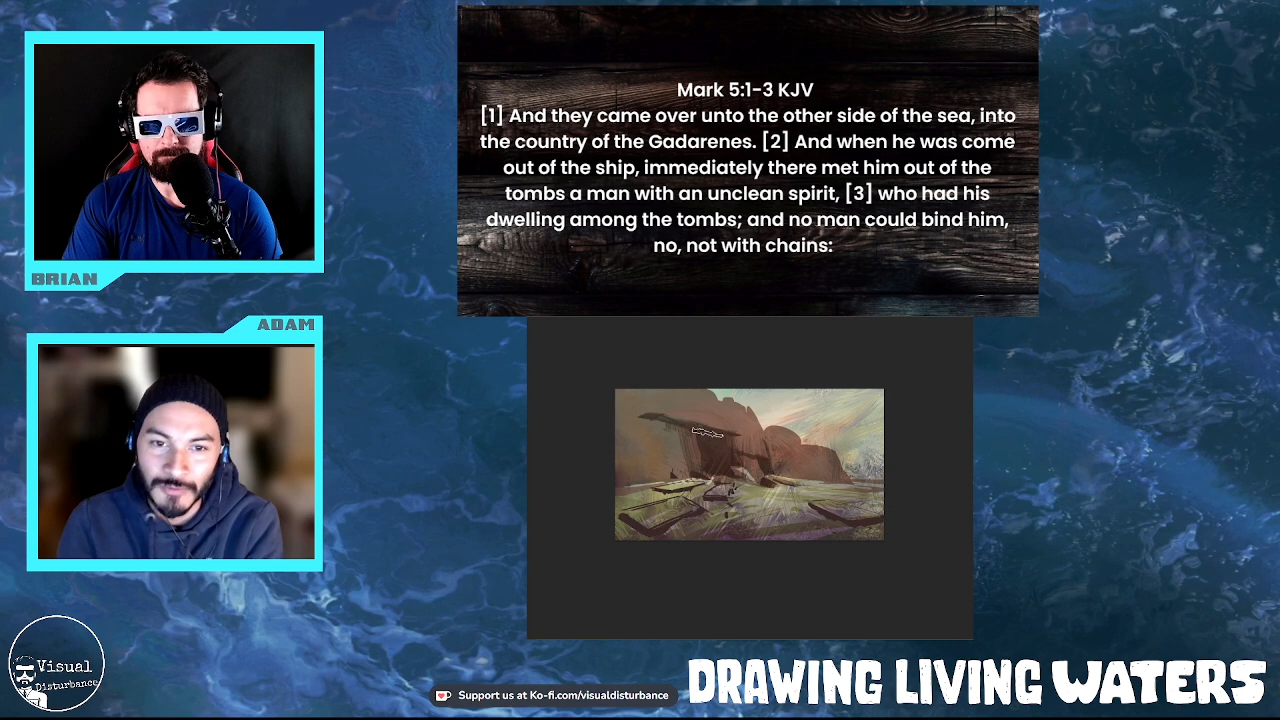 BRIAN
ADAM
Mark 5:1-3 KJV
[1] And they came over unto the other side of the sea, into
the country of the Gadarenes. [2] And when he was come
out of the ship, immediately there met him out of the
tombs a man with an unclean spirit, [3] who had his
dwelling among the tombs; and no man could bind him,
no, not with chains:
Visual
Disturbance
Support us at Ko-fi.com/visualdisturbance
DRAWING LIVING WATERS